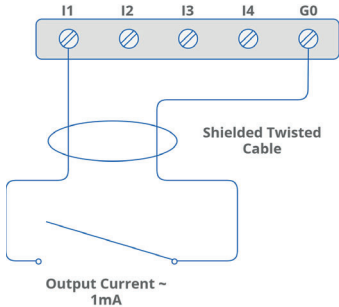 I1 I2 I3 I4 G0
Shielded Twisted
Cable
Output Current ~
1mA